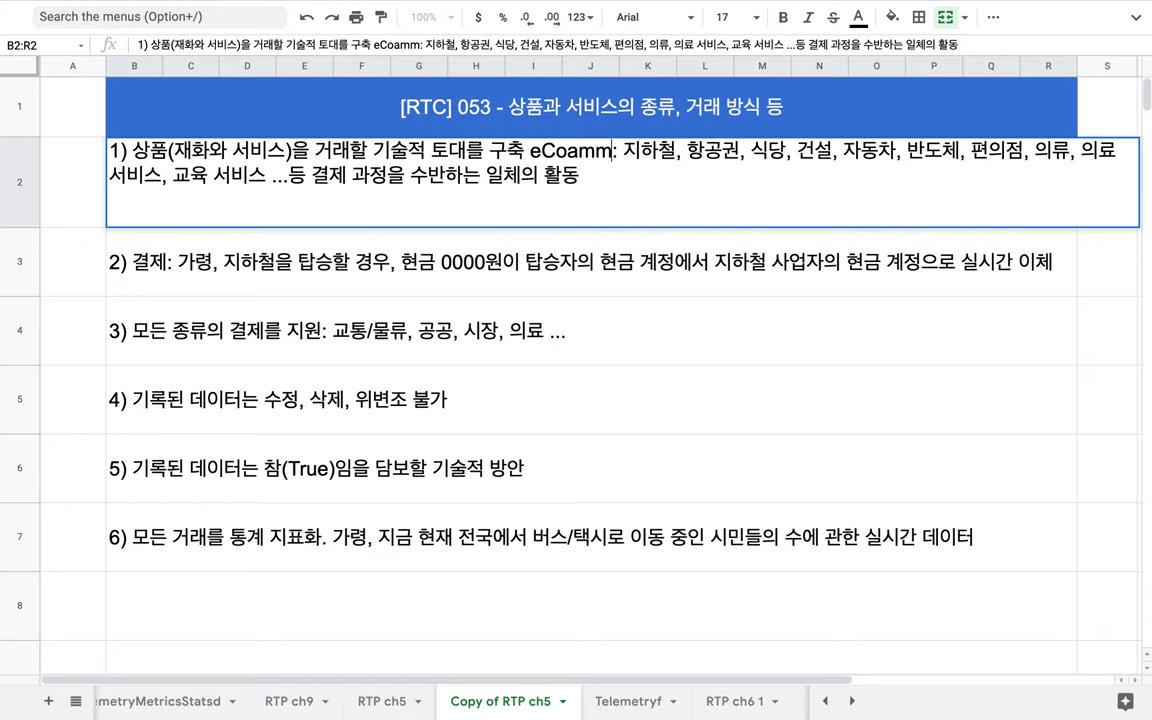 Search the menus (Option+/) 100% $ % .0 .00 123 Arial 17 B I S A
B2:R2 fx 1) 상품(재화와 서비스)을 거래할 기술적 토대를 구축 eCoamm: 지하철, 항공권, 식당, 건설, 자동차, 반도체, 편의점, 의류, 의료 서비스, 교육 서비스 ...등 결제 과정을 수반하는 일체의 활동
A B C D E F G H I J K L M N O P Q R S
1 [RTC] 053 - 상품과 서비스의 종류, 거래 방식 등
1) 상품(재화와 서비스)을 거래할 기술적 토대를 구축 eCoamm: 지하철, 항공권, 식당, 건설, 자동차, 반도체, 편의점, 의류, 의료
2 서비스, 교육 서비스 ...등 결제 과정을 수반하는 일체의 활동
3 2) 결제: 가령, 지하철을 탑승할 경우, 현금 0000원이 탑승자의 현금 계정에서 지하철 사업자의 현금 계정으로 실시간 이체
4 3) 모든 종류의 결제를 지원: 교통/물류, 공공, 시장, 의료 ...
5 4) 기록된 데이터는 수정, 삭제, 위변조 불가
6 5) 기록된 데이터는 참(True)임을 담보할 기술적 방안
7 6) 모든 거래를 통계 지표화. 가령, 지금 현재 전국에서 버스/택시로 이동 중인 시민들의 수에 관한 실시간 데이터
8
+ emetryMetricsStatsd RTP ch9 RTP ch5 Copy of RTP ch5 Telemetryf RTP ch6 1